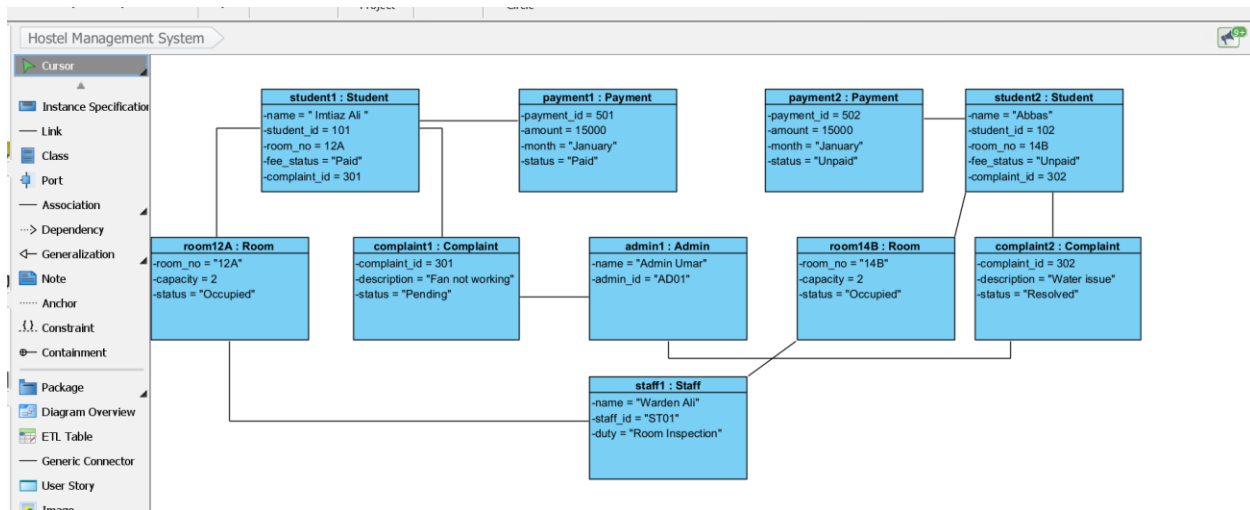 Project
Circle
Hostel Management System
9+
Cursor
Instance Specification
Link
Class
Port
Association
Dependency
Generalization
Note
Anchor
Constraint
Containment
Package
Diagram Overview
ETL Table
Generic Connector
User Story
Image
student1 : Student
-name = " Imtiaz Ali "
-student_id = 101
-room_no = 12A
-fee_status = "Paid"
-complaint_id = 301
payment1 : Payment
-payment_id = 501
-amount = 15000
-month = "January"
-status = "Paid"
payment2 : Payment
-payment_id = 502
-amount = 15000
-month = "January"
-status = "Unpaid"
student2 : Student
-name = "Abbas"
-student_id = 102
-room_no = 14B
-fee_status = "Unpaid"
-complaint_id = 302
room12A : Room
-room_no = "12A"
-capacity = 2
-status = "Occupied"
complaint1 : Complaint
-complaint_id = 301
-description = "Fan not working"
-status = "Pending"
admin1 : Admin
-name = "Admin Umar"
-admin_id = "AD01"
room14B : Room
-room_no = "14B"
-capacity = 2
-status = "Occupied"
complaint2 : Complaint
-complaint_id = 302
-description = "Water issue"
-status = "Resolved"
staff1 : Staff
-name = "Warden Ali"
-staff_id = "ST01"
-duty = "Room Inspection"